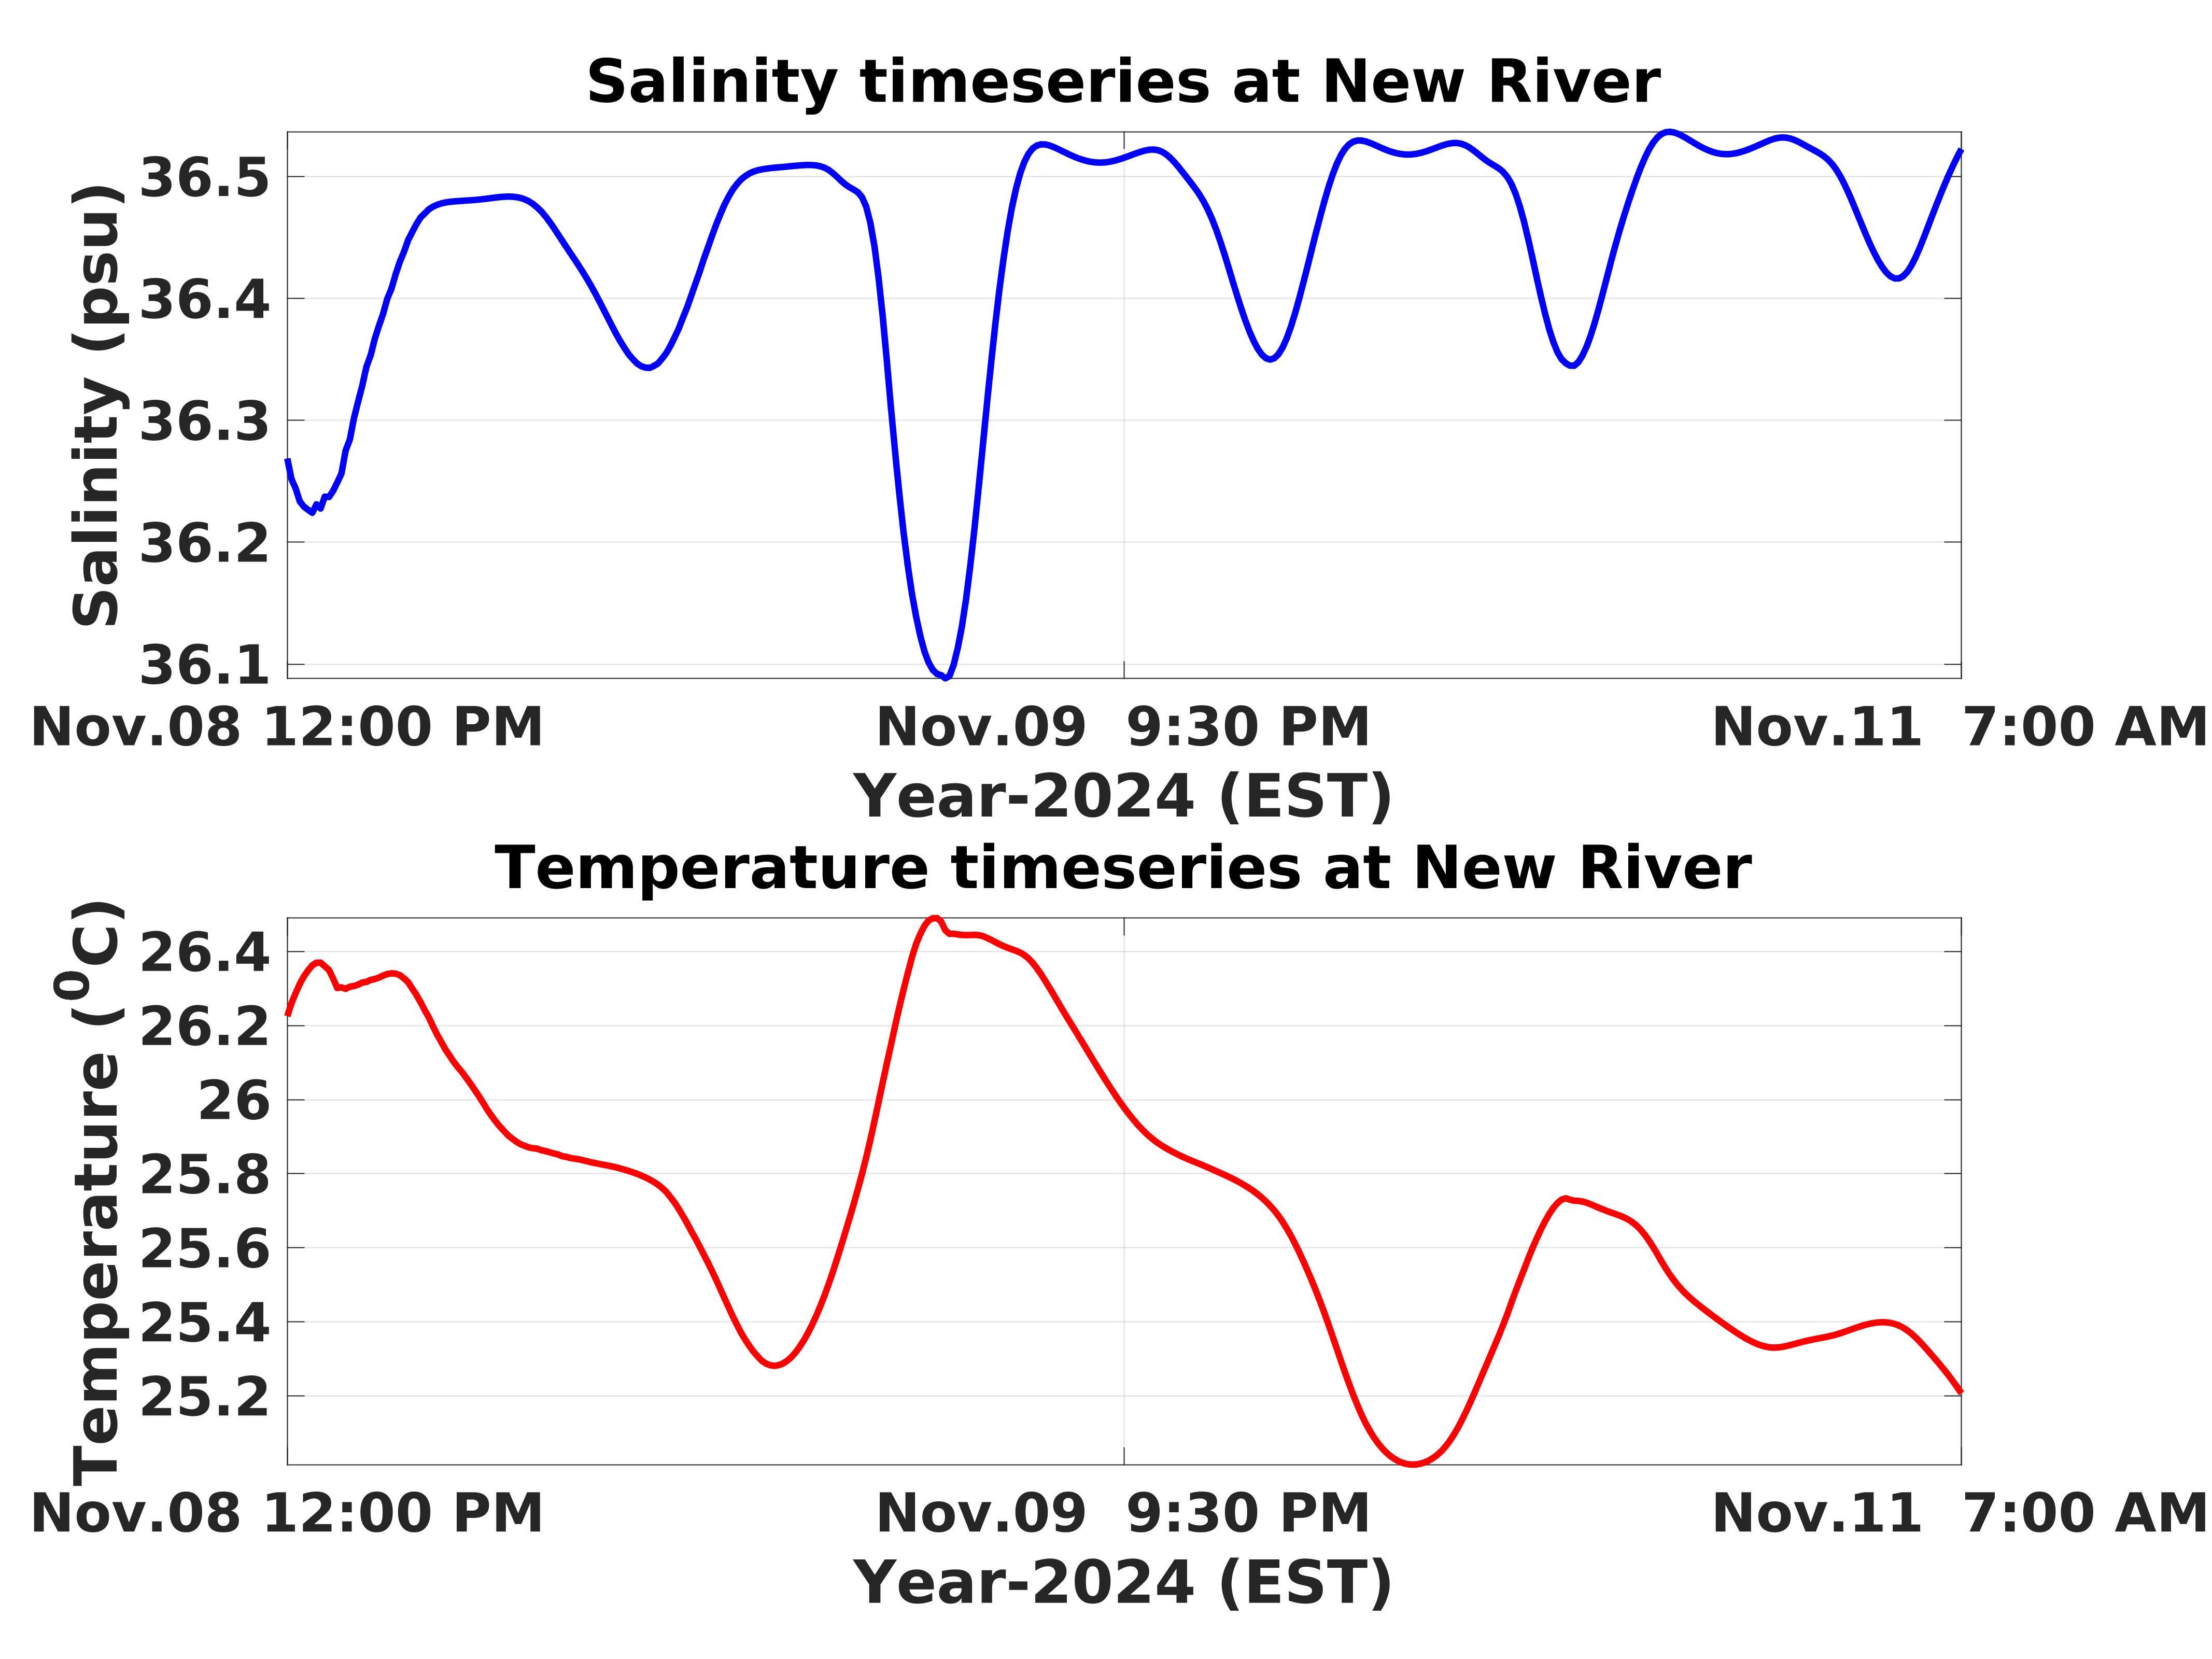 Salinity timeseries at New River
Salinity (psu)
36.5
36.4
36.3
36.2
36.1
Nov.08 12:00 PM Nov.09 9:30 PM Nov.11 7:00 AM
Year-2024 (EST)
Temperature timeseries at New River
Temperature (⁰C)
26.4
26.2
26
25.8
25.6
25.4
25.2
Nov.08 12:00 PM Nov.09 9:30 PM Nov.11 7:00 AM
Year-2024 (EST)